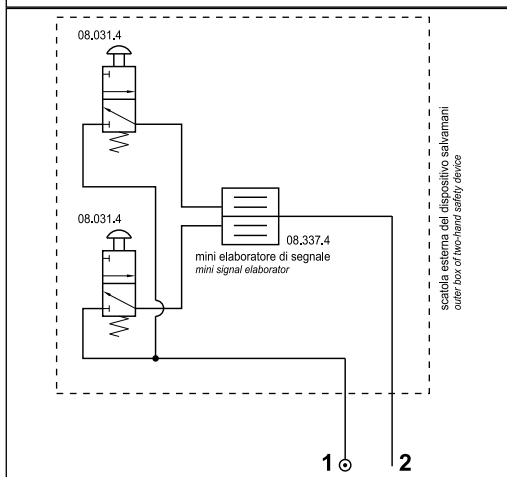 08.031.4
08.031.4
08.337.4
mini elaboratore di segnale
mini signal elaborator
scatola esterna del dispositivo salvamani
outer box of two-hand safety device
1
2